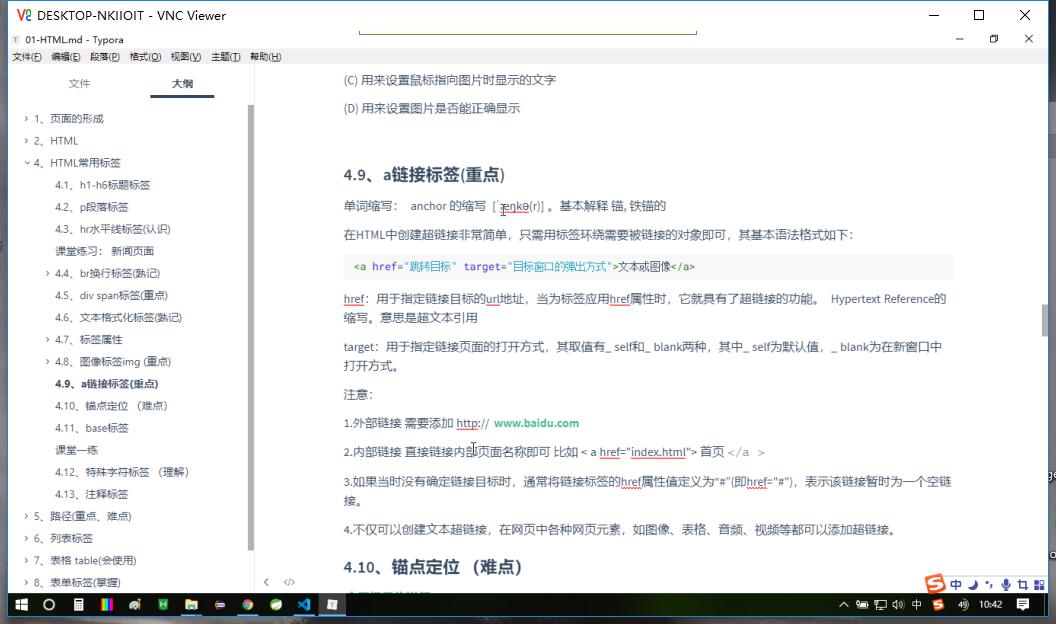 DESKTOP-NKIIOIT - VNC Viewer
01-HTML.md - Typora
文件(F) 编辑(E) 段落(P) 格式(O) 视图(V) 主题(T) 帮助(H)
文件 大纲
1、页面的形成
2、HTML
4、HTML常用标签
4.1、h1-h6标题标签
4.2、p段落标签
4.3、hr水平线标签(认识)
课堂练习： 新闻页面
4.4、br换行标签(熟记)
4.5、div span标签(重点)
4.6、文本格式化标签(熟记)
4.7、标签属性
4.8、图像标签img (重点)
4.9、a链接标签(重点)
4.10、锚点定位 （难点）
4.11、base标签
课堂一练
4.12、特殊字符标签 （理解）
4.13、注释标签
5、路径(重点、难点)
6、列表标签
7、表格 table(会使用)
8、表单标签(掌握)
(C) 用来设置鼠标指向图片时显示的文字
(D) 用来设置图片是否能正确显示
4.9、a链接标签(重点)
单词缩写： anchor 的缩写 [ˈæŋkə(r)] 。基本解释 锚, 铁锚的
在HTML中创建超链接非常简单，只需用标签环绕需要被链接的对象即可，其基本语法格式如下：
<a href="跳转目标" target="目标窗口的弹出方式">文本或图像</a>
href：用于指定链接目标的url地址，当为标签应用href属性时，它就具有了超链接的功能。 Hypertext Reference的
缩写。意思是超文本引用
target：用于指定链接页面的打开方式，其取值有_ self和_ blank两种，其中_ self为默认值，_ blank为在新窗口中
打开方式。
注意：
1.外部链接 需要添加 http:// www.baidu.com
2.内部链接 直接链接内部页面名称即可 比如 < a href="index.html"> 首页 </a >
3.如果当时没有确定链接目标时，通常将链接标签的href属性值定义为“#”(即href="#")，表示该链接暂时为一个空链
接。
4.不仅可以创建文本超链接，在网页中各种网页元素，如图像、表格、音频、视频等都可以添加超链接。
4.10、锚点定位 （难点）
中
中 49 10:42